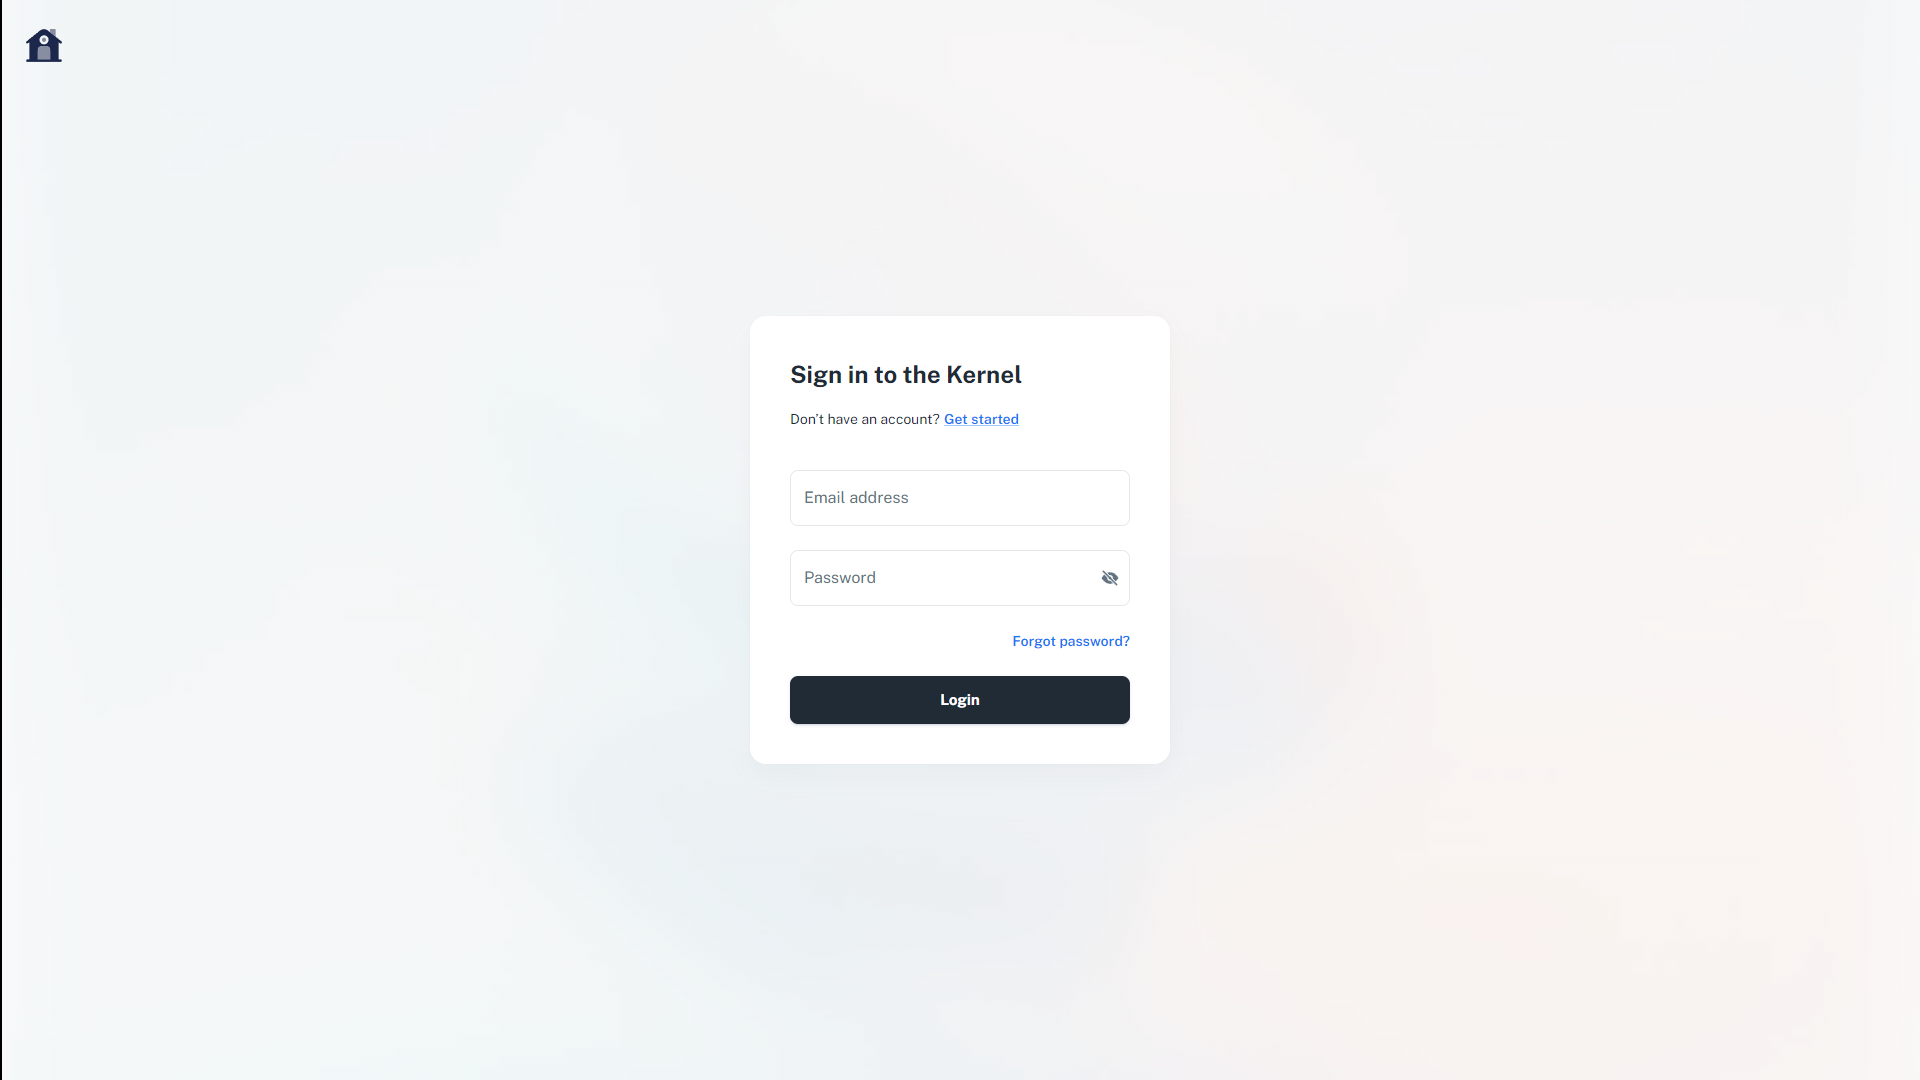 Sign in to the Kernel
Don't have an account? Get started
Email address
Password
Forgot password?
Login